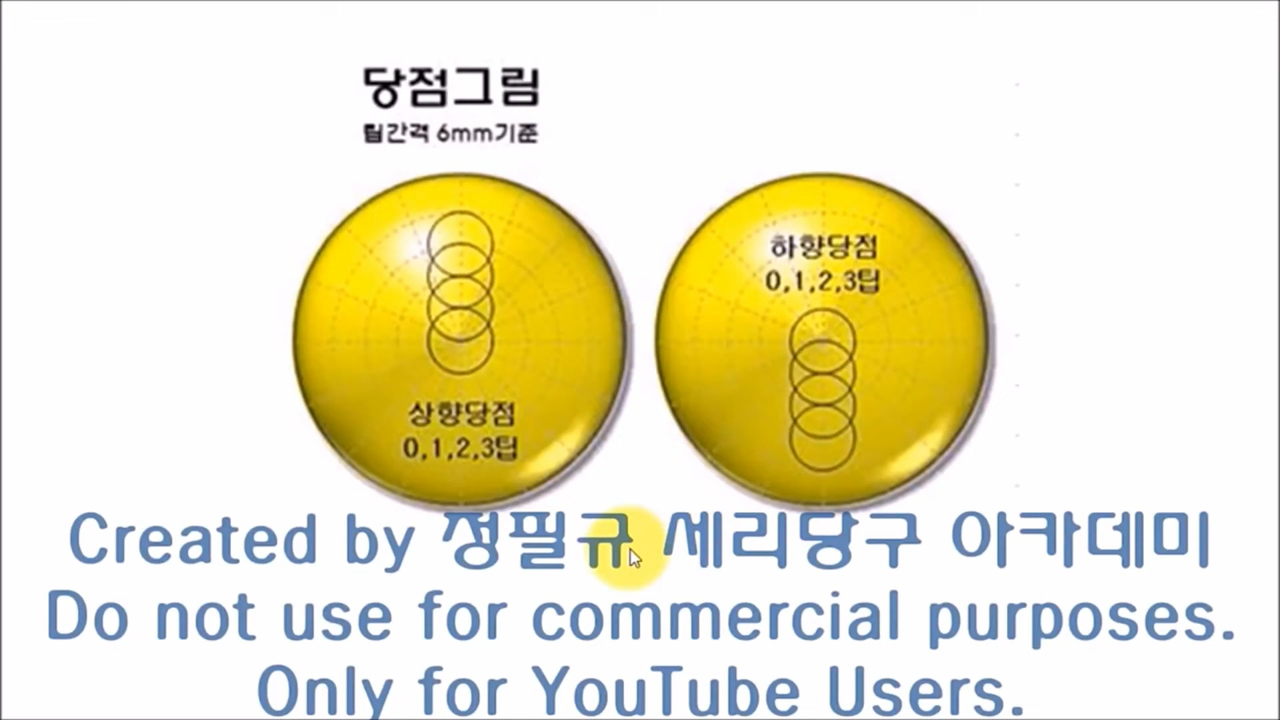 당점그림
팁간격 6mm기준
하향당점
0,1,2,3팁
상향당점
0,1,2,3팁
Created by 정필규 세리당구 아카데미
Do not use for commercial purposes.
Only for YouTube Users.